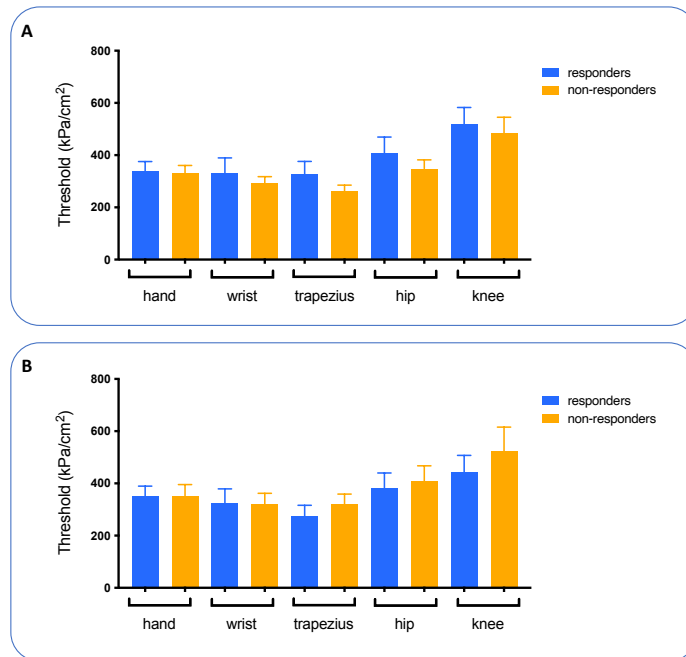 A
800
600
400
200
0
Threshold (kPa/cm²)
responders
non-responders
hand wrist trapezius hip knee
B
800
600
400
200
0
Threshold (kPa/cm²)
responders
non-responders
hand wrist trapezius hip knee